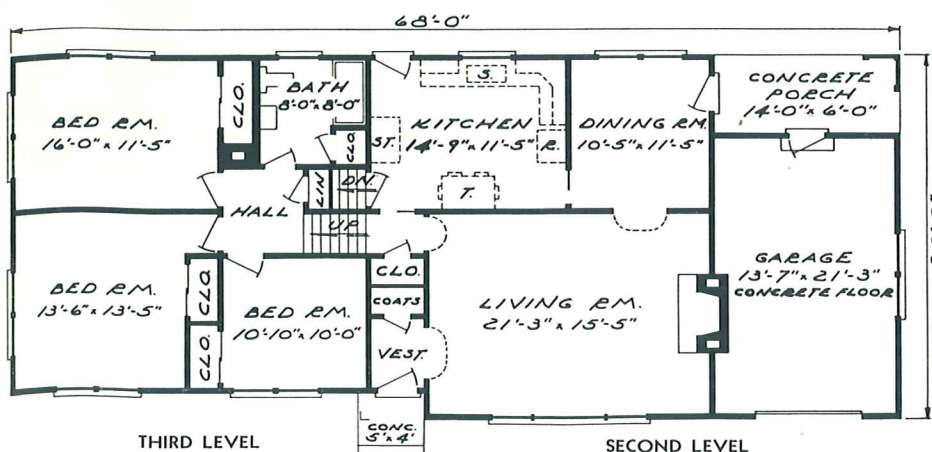 68'-0"
BED RM.
16'-0" x 11'-5"
CLO.
BATH
8'-0" x 8'-0"
CLO.
ST.
S.
KITCHEN
14'-9" x 11'-5"
R.
T.
DINING RM.
10'-5" x 11'-5"
CONCRETE
PORCH
14'-0" x 6'-0"
HALL
LIN
DN.
UP
BED RM.
13'-6" x 13'-5"
CLO.
CLO.
BED RM.
10'-10" x 10'-0"
CLO.
COATS
VEST.
LIVING RM.
21'-3" x 15'-5"
GARAGE
13'-7" x 21'-3"
CONCRETE FLOOR
CONC.
5' x 4'
THIRD LEVEL
SECOND LEVEL